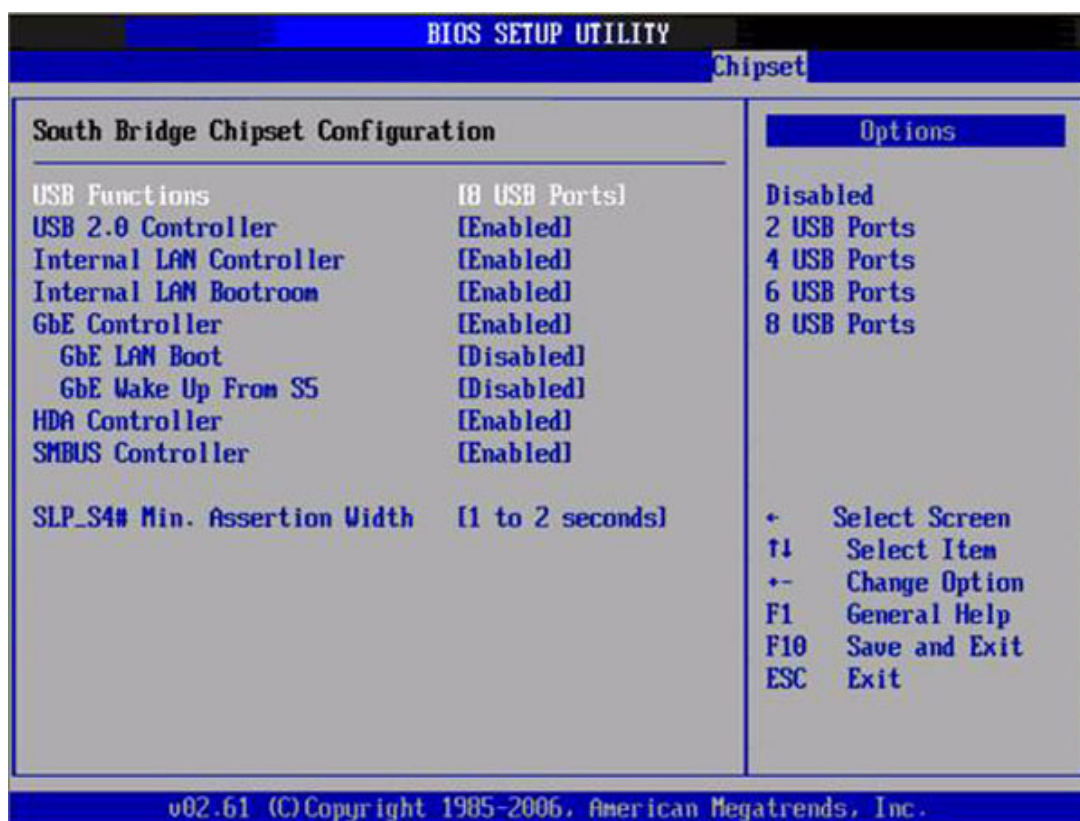 BIOS SETUP UTILITY
Chipset
South Bridge Chipset Configuration
USB Functions [8 USB Ports]
USB 2.0 Controller [Enabled]
Internal LAN Controller [Enabled]
Internal LAN Bootroom [Enabled]
GbE Controller [Enabled]
GbE LAN Boot [Disabled]
GbE Wake Up From S5 [Disabled]
HDA Controller [Enabled]
SMBUS Controller [Enabled]
SLP_S4# Min. Assertion Width [1 to 2 seconds]
Options
Disabled
2 USB Ports
4 USB Ports
6 USB Ports
8 USB Ports
← Select Screen
↑↓ Select Item
+- Change Option
F1 General Help
F10 Save and Exit
ESC Exit
v02.61 (C)Copyright 1985-2006, American Megatrends, Inc.